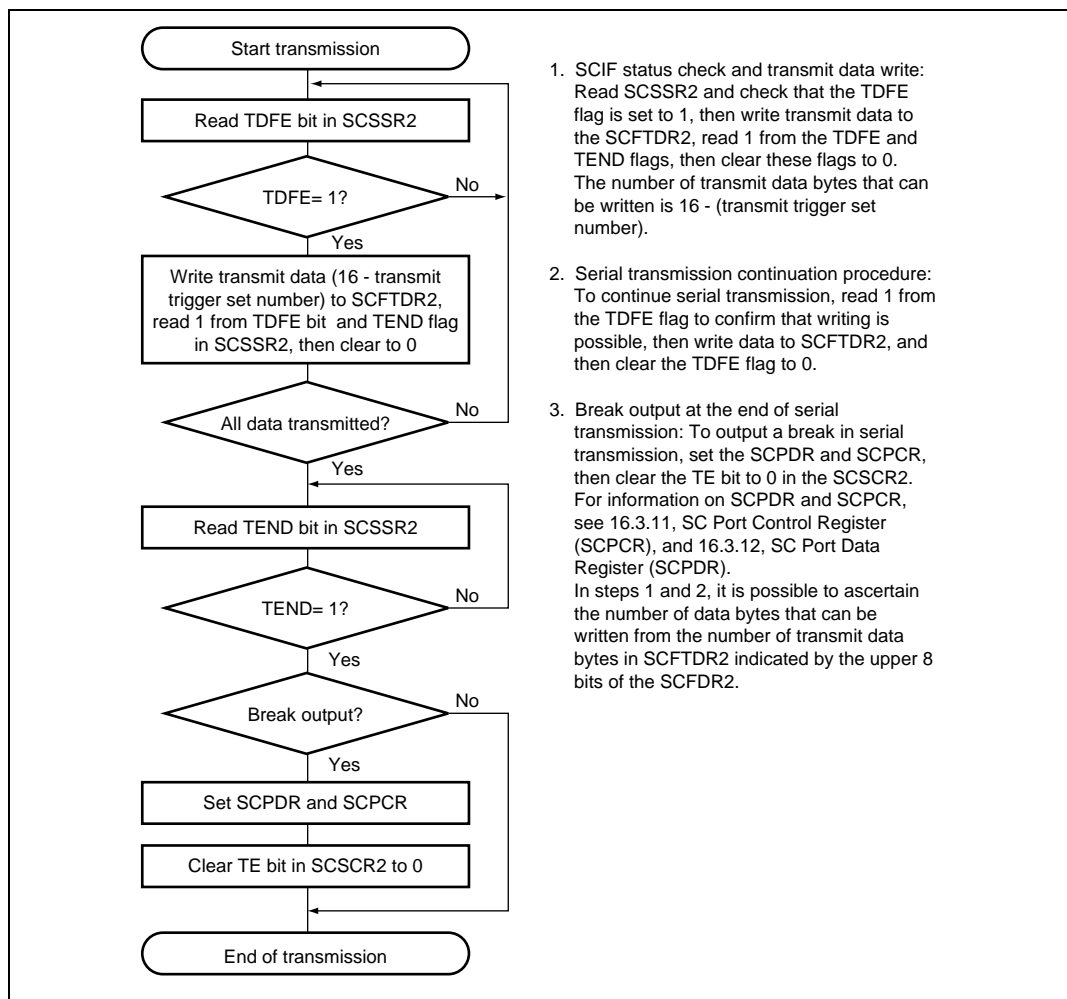 Start transmission
Read TDFE bit in SCSSR2
TDFE= 1?
No
Yes
Write transmit data (16 - transmit
trigger set number) to SCFTDR2,
read 1 from TDFE bit  and TEND flag
in SCSSR2, then clear to 0
All data transmitted?
No
Yes
Read TEND bit in SCSSR2
TEND= 1?
No
Yes
Break output?
No
Yes
Set SCPDR and SCPCR
Clear TE bit in SCSCR2 to 0
End of transmission
1. SCIF status check and transmit data write:
Read SCSSR2 and check that the TDFE
flag is set to 1, then write transmit data to
the SCFTDR2, read 1 from the TDFE and
TEND flags, then clear these flags to 0.
The number of transmit data bytes that can
be written is 16 - (transmit trigger set
number).
2. Serial transmission continuation procedure:
To continue serial transmission, read 1 from
the TDFE flag to confirm that writing is
possible, then write data to SCFTDR2, and
then clear the TDFE flag to 0.
3. Break output at the end of serial
transmission: To output a break in serial
transmission, set the SCPDR and SCPCR,
then clear the TE bit to 0 in the SCSCR2.
For information on SCPDR and SCPCR,
see 16.3.11, SC Port Control Register
(SCPCR), and 16.3.12, SC Port Data
Register (SCPDR).
In steps 1 and 2, it is possible to ascertain
the number of data bytes that can be
written from the number of transmit data
bytes in SCFTDR2 indicated by the upper 8
bits of the SCFDR2.